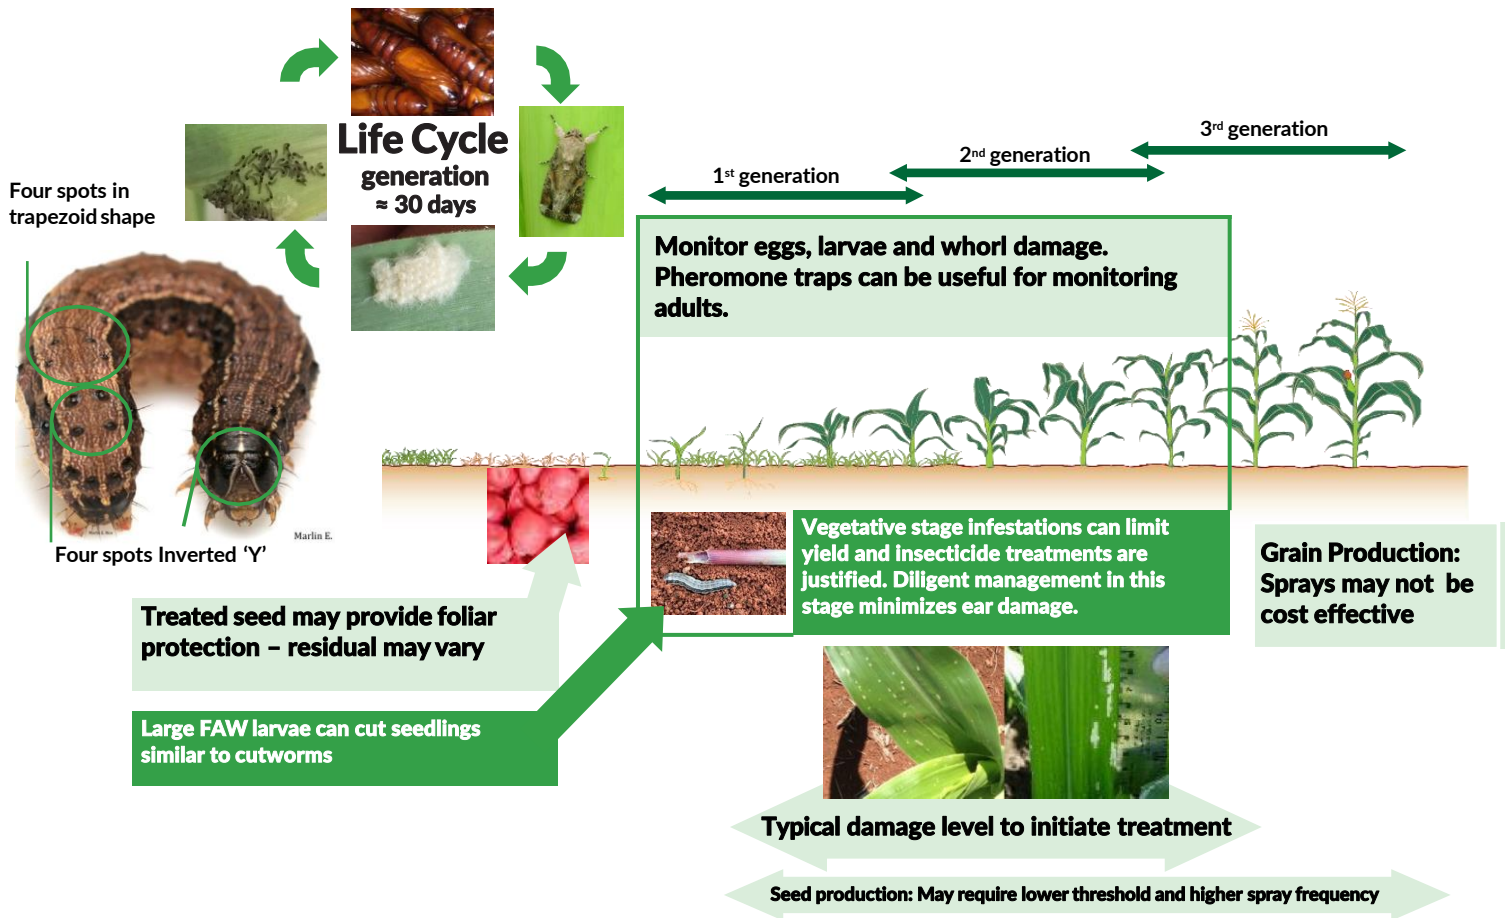 Life Cycle
generation
≈ 30 days
Four spots in
trapezoid shape
Four spots Inverted ‘Y’
Marlin E.
1st generation
2nd generation
3rd generation
Monitor eggs, larvae and whorl damage.
Pheromone traps can be useful for monitoring
adults.
Vegetative stage infestations can limit
yield and insecticide treatments are
justified. Diligent management in this
stage minimizes ear damage.
Grain Production:
Sprays may not be
cost effective
Treated seed may provide foliar
protection – residual may vary
Large FAW larvae can cut seedlings
similar to cutworms
Typical damage level to initiate treatment
Seed production: May require lower threshold and higher spray frequency